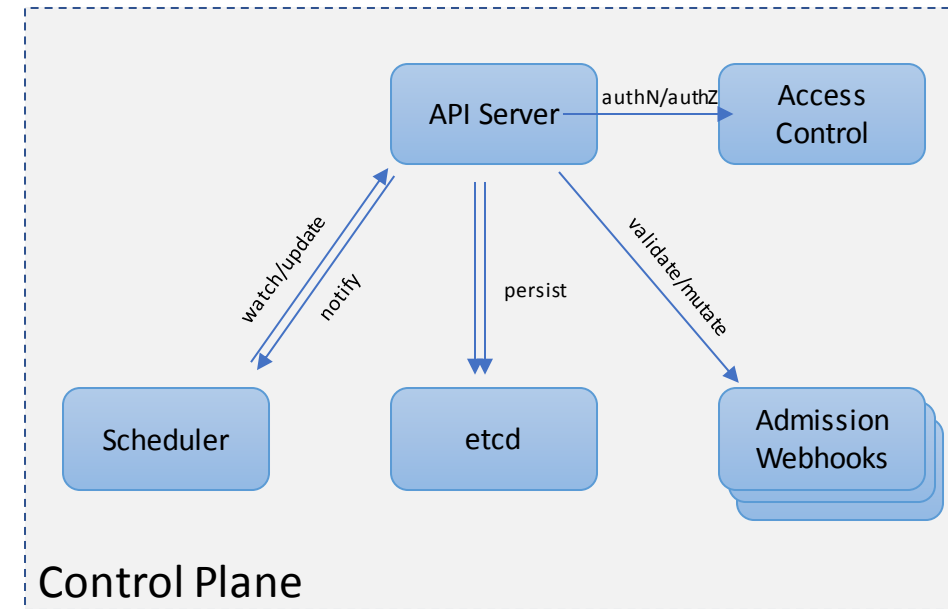 API Server
authN/authZ
Access
Control
watch/update
notify
persist
validate/mutate
Scheduler
etcd
Admission
Webhooks
Control Plane